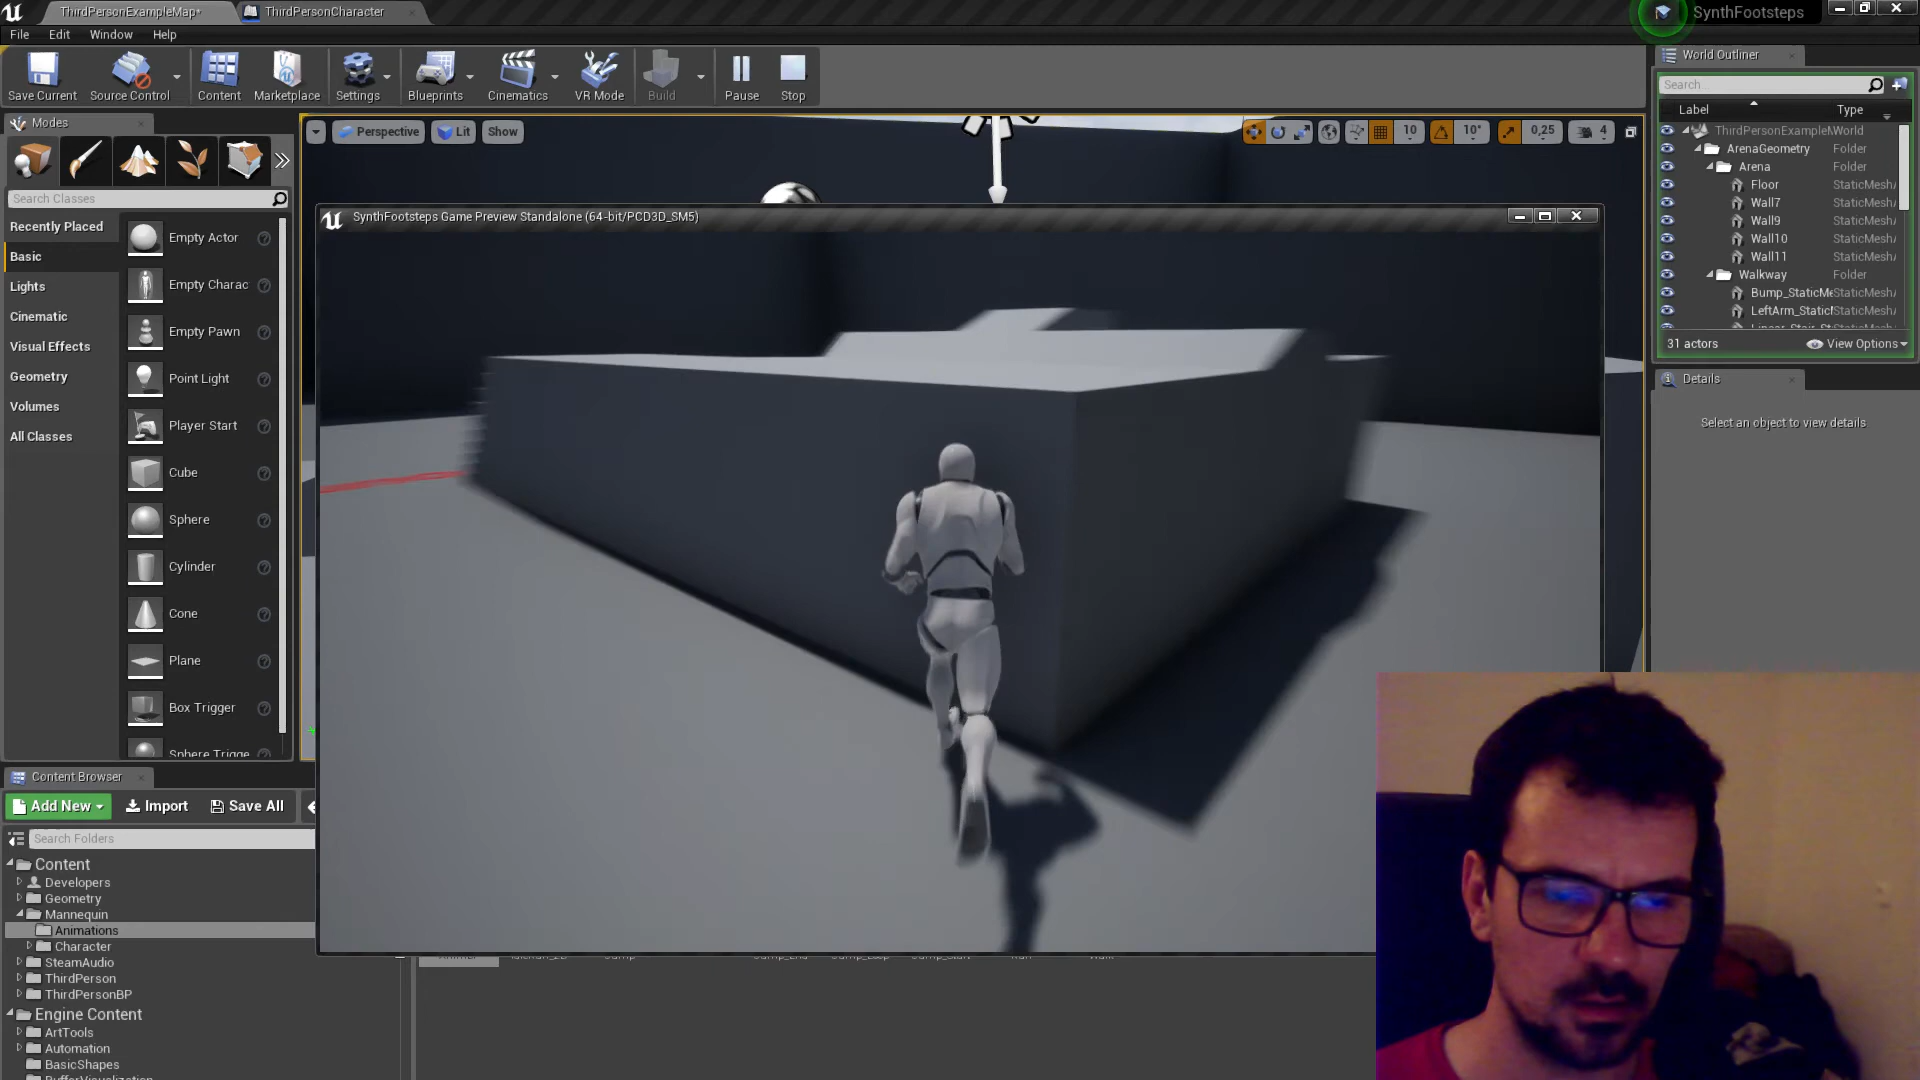 ThirdPersonExampleMap*
ThirdPersonCharacter
SynthFootsteps
File Edit Window Help
Save Current
Source Control
Content
Marketplace
Settings
Blueprints
Cinematics
VR Mode
Build
Pause
Stop
Modes
Search Classes
Recently Placed
Basic
Lights
Cinematic
Visual Effects
Geometry
Volumes
All Classes
Empty Actor
Empty Charac
Empty Pawn
Point Light
Player Start
Cube
Sphere
Cylinder
Cone
Plane
Box Trigger
Sphere Trigge
Perspective
Lit
Show
10
10°
0,25
4
SynthFootsteps Game Preview Standalone (64-bit/PCD3D_SM5)
World Outliner
Search...
Label Type
ThirdPersonExampleM World
ArenaGeometry Folder
Arena Folder
Floor StaticMesh
Wall7 StaticMesh
Wall9 StaticMesh
Wall10 StaticMesh
Wall11 StaticMesh
Walkway Folder
Bump_StaticMe StaticMesh
LeftArm_Static StaticMesh
31 actors
View Options
Details
Select an object to view details
Content Browser
Add New
Import
Save All
Search Folders
Content
Developers
Geometry
Mannequin
Animations
Character
SteamAudio
ThirdPerson
ThirdPersonBP
Engine Content
ArtTools
Automation
BasicShapes